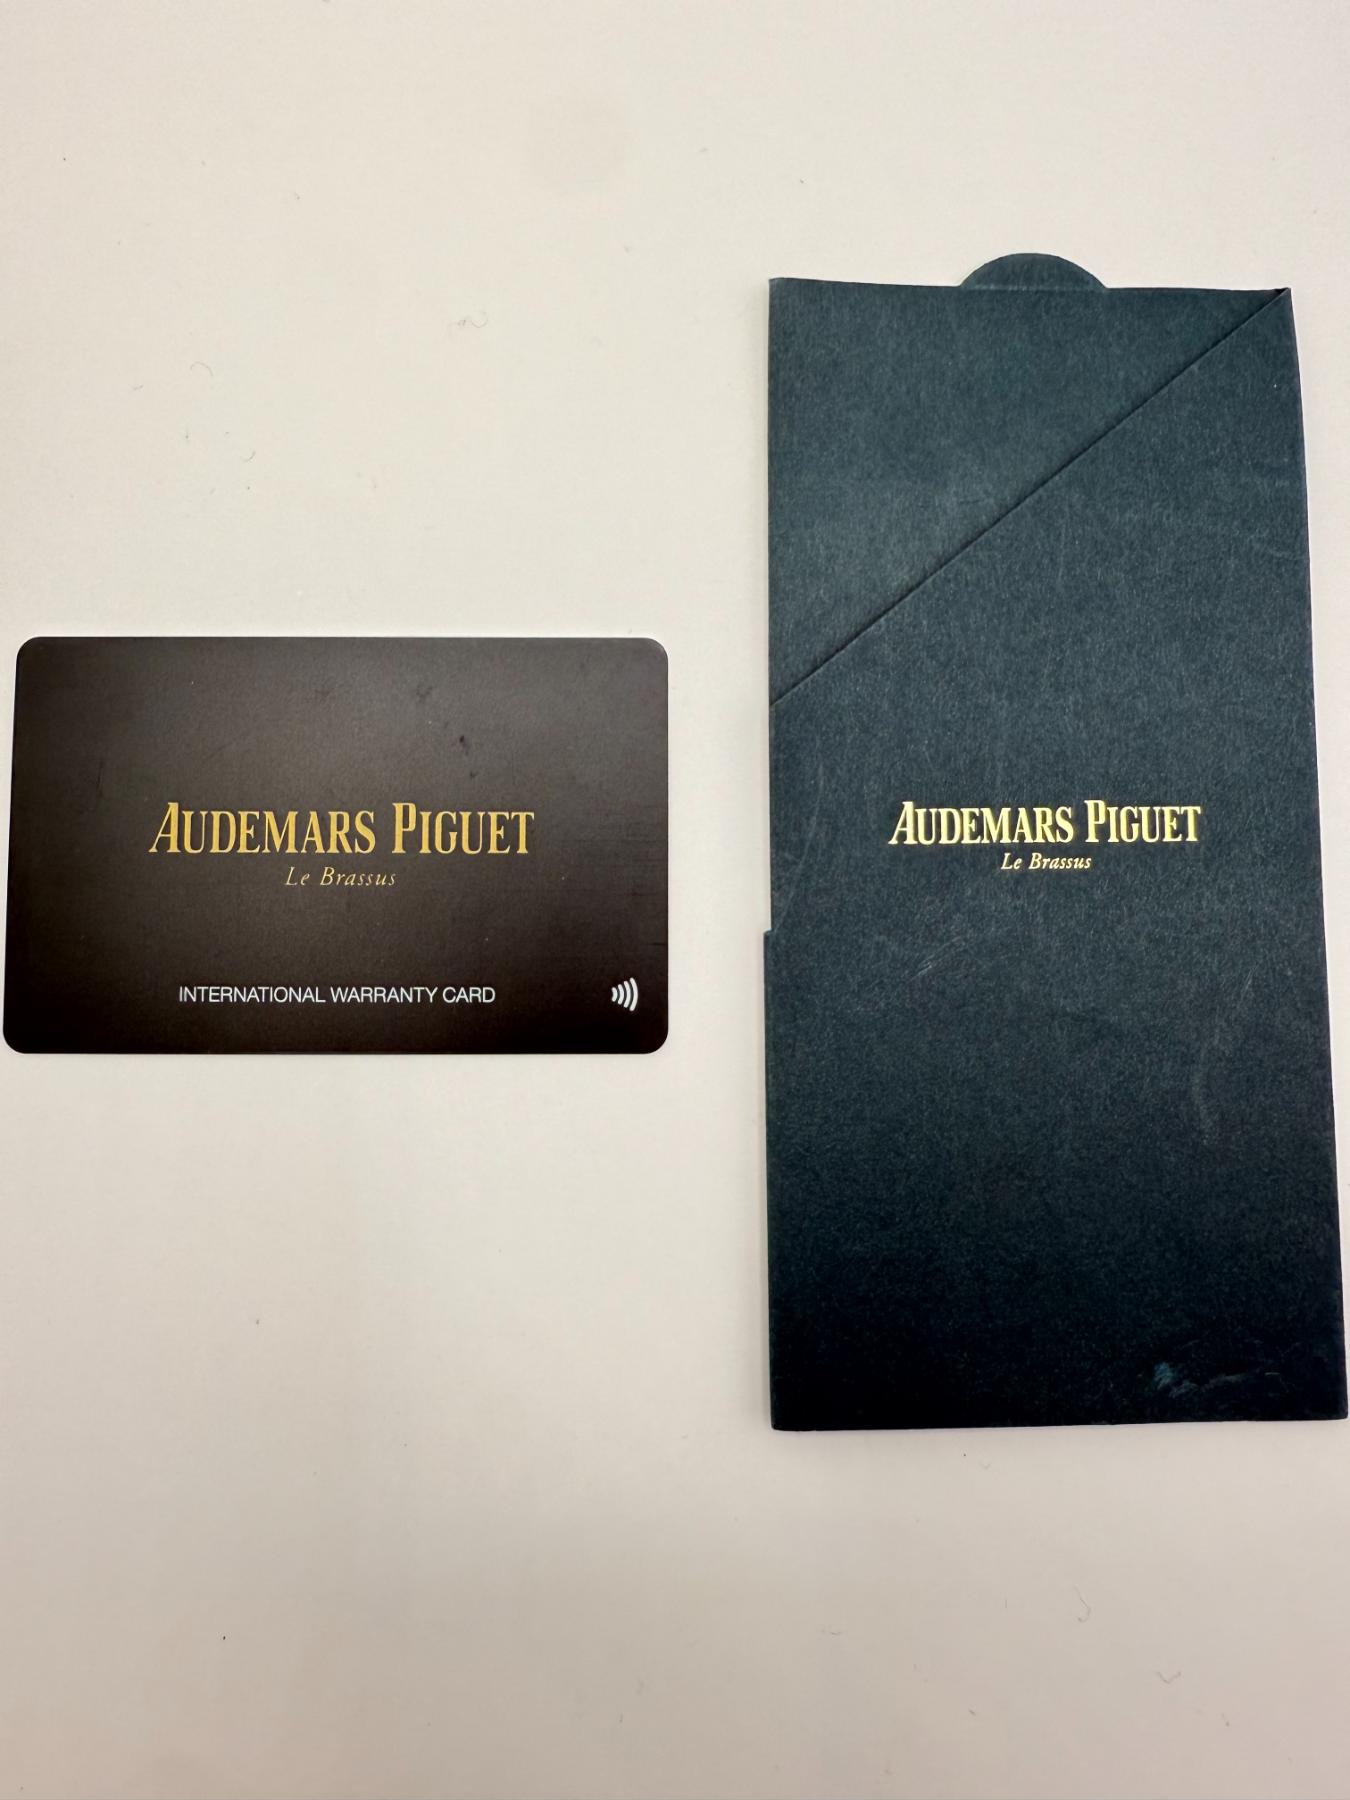 AUDEMARS PIGUET
Le Brassus
INTERNATIONAL WARRANTY CARD
AUDEMARS PIGUET
Le Brassus